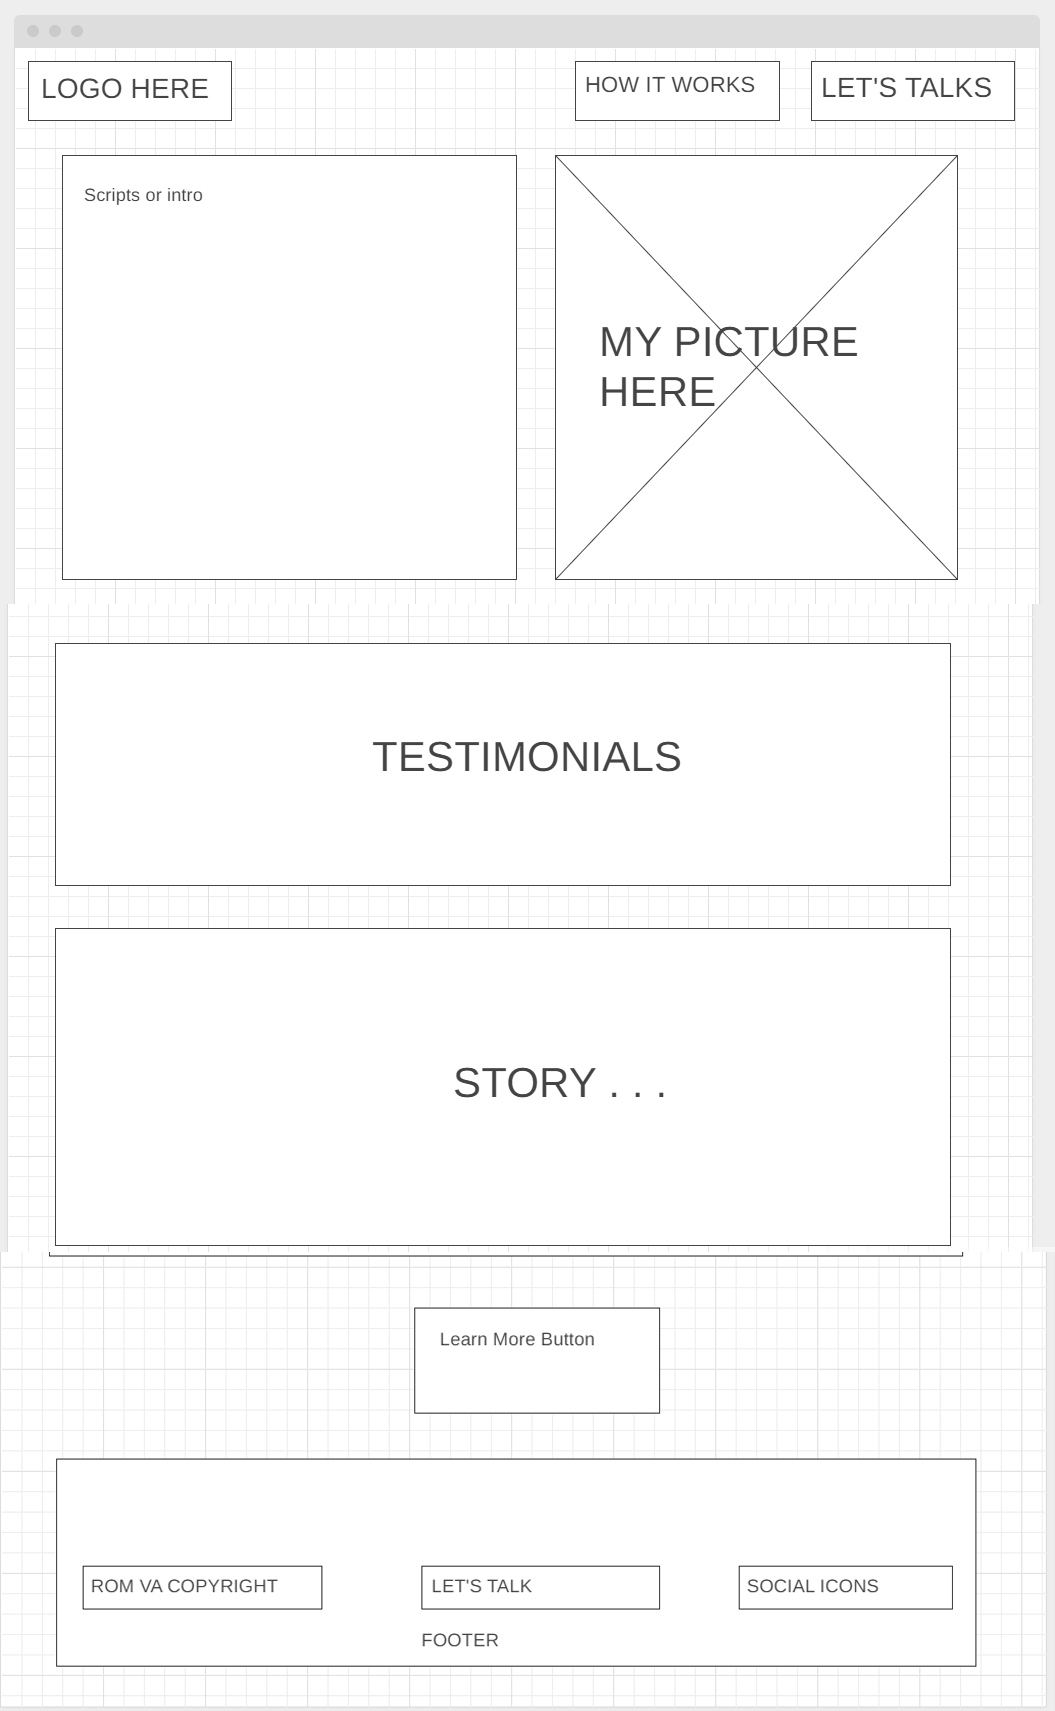 LOGO HERE
HOW IT WORKS
LET'S TALKS
Scripts or intro
MY PICTURE
HERE
TESTIMONIALS
STORY . . .
Learn More Button
ROM VA COPYRIGHT
LET'S TALK
SOCIAL ICONS
FOOTER